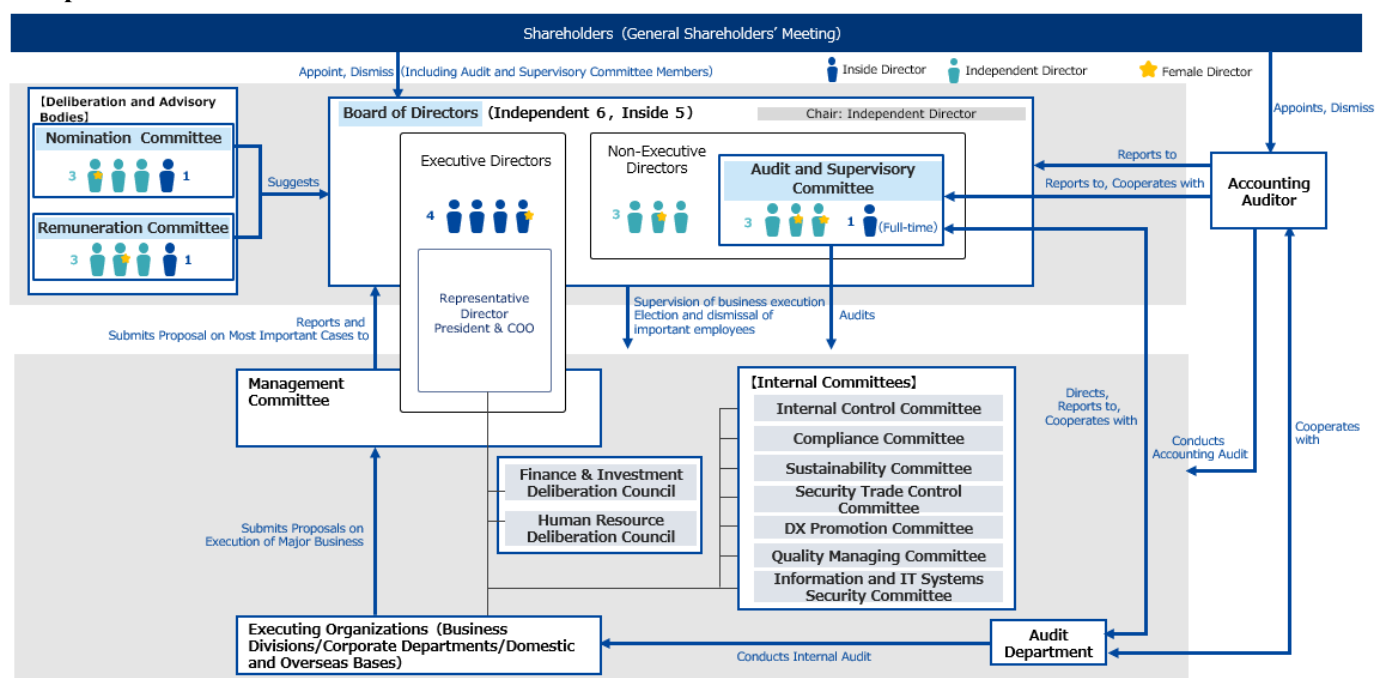 Shareholders（General Shareholders' Meeting）
Appoint, Dismiss（Including Audit and Supervisory Committee Members）
Inside Director
Independent Director
Female Director
【Deliberation and Advisory
Bodies】
Nomination Committee
3
1
Remuneration Committee
3
1
Suggests
Board of Directors (Independent 6, Inside 5)
Chair: Independent Director
Executive Directors
4
Representative
Director
President & COO
Non-Executive
Directors
3
Audit and Supervisory
Committee
3
1
(Full-time)
Appoints, Dismiss
Reports to
Reports to, Cooperates with
Accounting
Auditor
Reports and
Submits Proposal on Most Important Cases to
Supervision of business execution
Election and dismissal of
important employees
Audits
Management
Committee
【Internal Committees】
Internal Control Committee
Compliance Committee
Sustainability Committee
Security Trade Control
Committee
DX Promotion Committee
Quality Managing Committee
Information and IT Systems
Security Committee
Finance & Investment
Deliberation Council
Human Resource
Deliberation Council
Directs,
Reports to,
Cooperates with
Conducts
Accounting Audit
Cooperates
with
Submits Proposals on
Execution of Major Business
Executing Organizations（Business
Divisions/Corporate Departments/Domestic
and Overseas Bases）
Conducts Internal Audit
Audit
Department